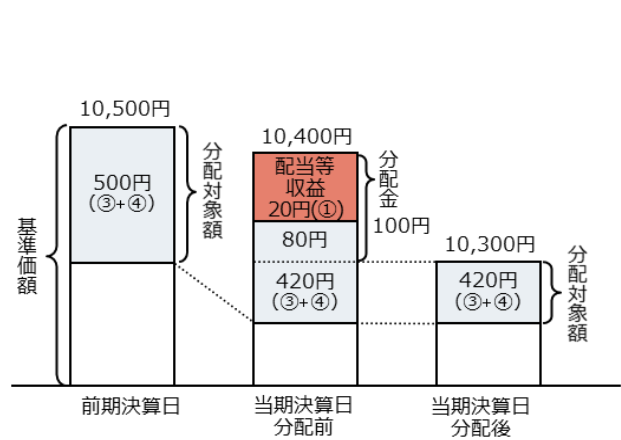 10,500円
分配対象額
500円
(③+④)
基準価額
前期決算日
10,400円
配当等
収益
20円(①)
分配金
100円
80円
420円
(③+④)
当期決算日
分配前
10,300円
420円
(③+④)
分配対象額
当期決算日
分配後